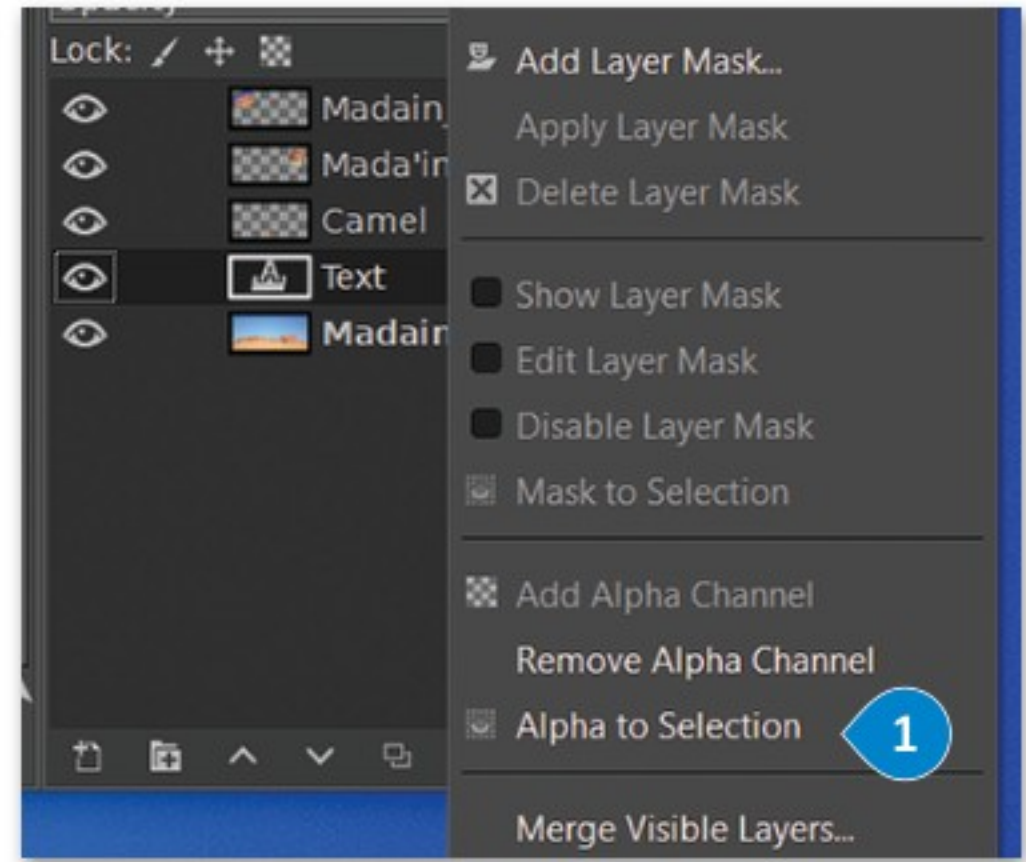 Lock:
Madain_
Mada'in
Camel
Text
Madain
Add Layer Mask...
Apply Layer Mask
Delete Layer Mask
Show Layer Mask
Edit Layer Mask
Disable Layer Mask
Mask to Selection
Add Alpha Channel
Remove Alpha Channel
Alpha to Selection
1
Merge Visible Layers...